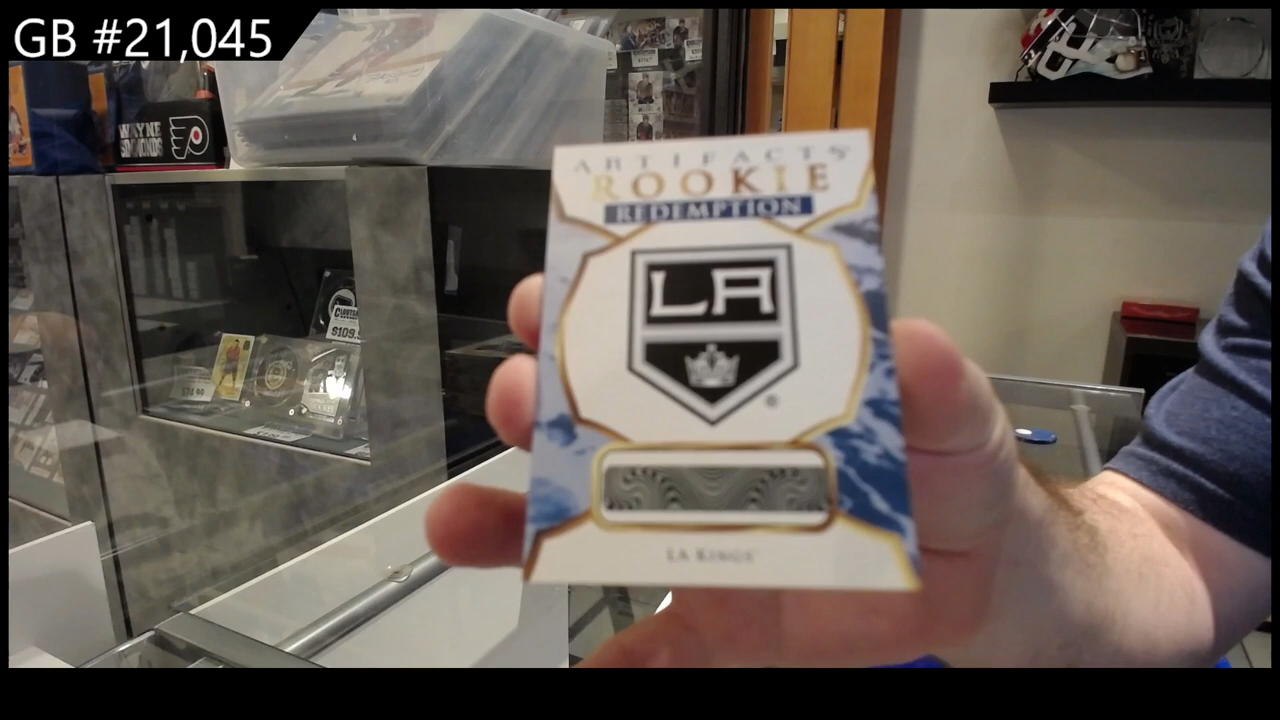 GB #21,045
WAYNE
SIMMONDS
$109.
ARTIFACTS
ROOKIE
REDEMPTION
LA
®
LA KINGS